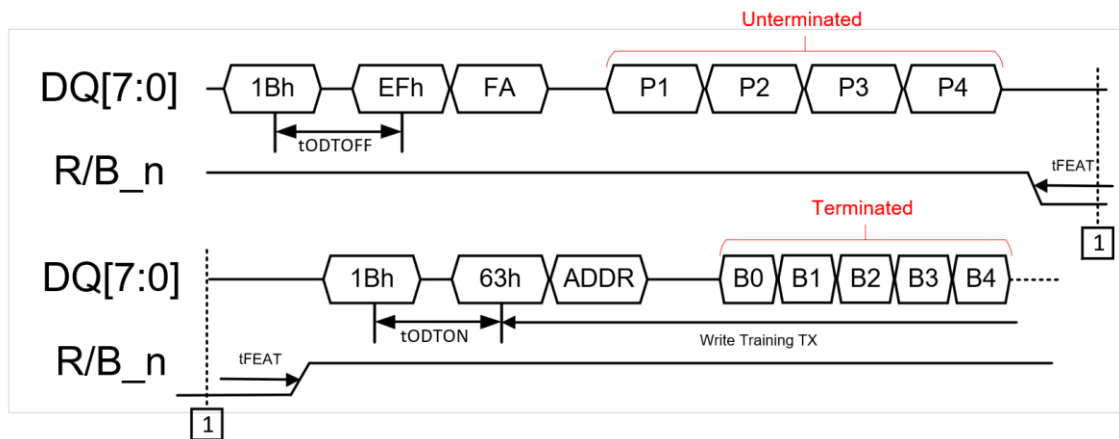 Unterminated
DQ[7:0] 1Bh EFh FA P1 P2 P3 P4
tODTOFF
R/B_n tFEAT
1
Terminated
DQ[7:0] 1Bh 63h ADDR B0 B1 B2 B3 B4
tODTON Write Training TX
R/B_n tFEAT
1